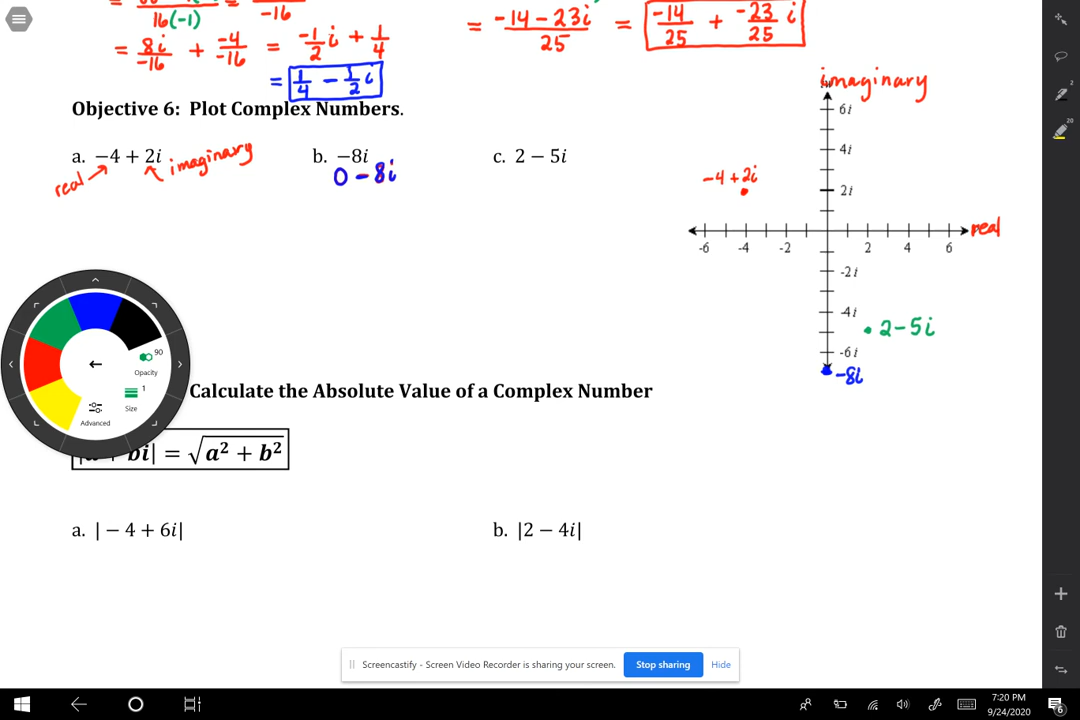 16(-1)
-16
= 8i/-16 + -4/-16 = -1/2 i + 1/4
= 1/4 - 1/2 i
= -14-23i/25 = -14/25 + -23/25 i
Objective 6: Plot Complex Numbers.
imaginary
a. −4 + 2i
real
imaginary
b. −8i
0 - 8i
c. 2 − 5i
6i
4i
2i
-4+2i
real
-6 -4 -2 2 4 6
-2i
-4i
2-5i
-6i
-8i
90
Opacity
1
Size
Advanced
Calculate the Absolute Value of a Complex Number
bi| = √a² + b²
a. |− 4 + 6i|
b. |2 − 4i|
Screencastify - Screen Video Recorder is sharing your screen.
Stop sharing
Hide
2
20
7:20 PM
9/24/2020
6